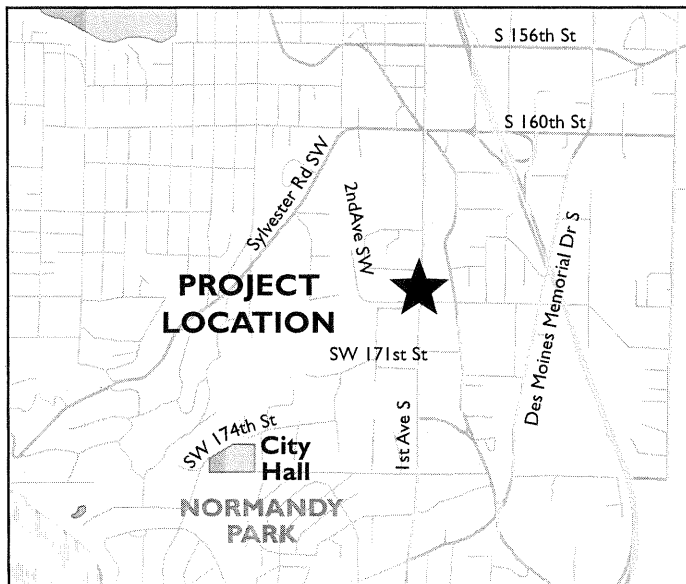 S 156th St
S 160th St
Sylvester Rd SW
2ndAve SW
Des Moines Memorial Dr S
PROJECT
LOCATION
SW 171st St
1st Ave S
SW 174th St
City
Hall
NORMANDY
PARK